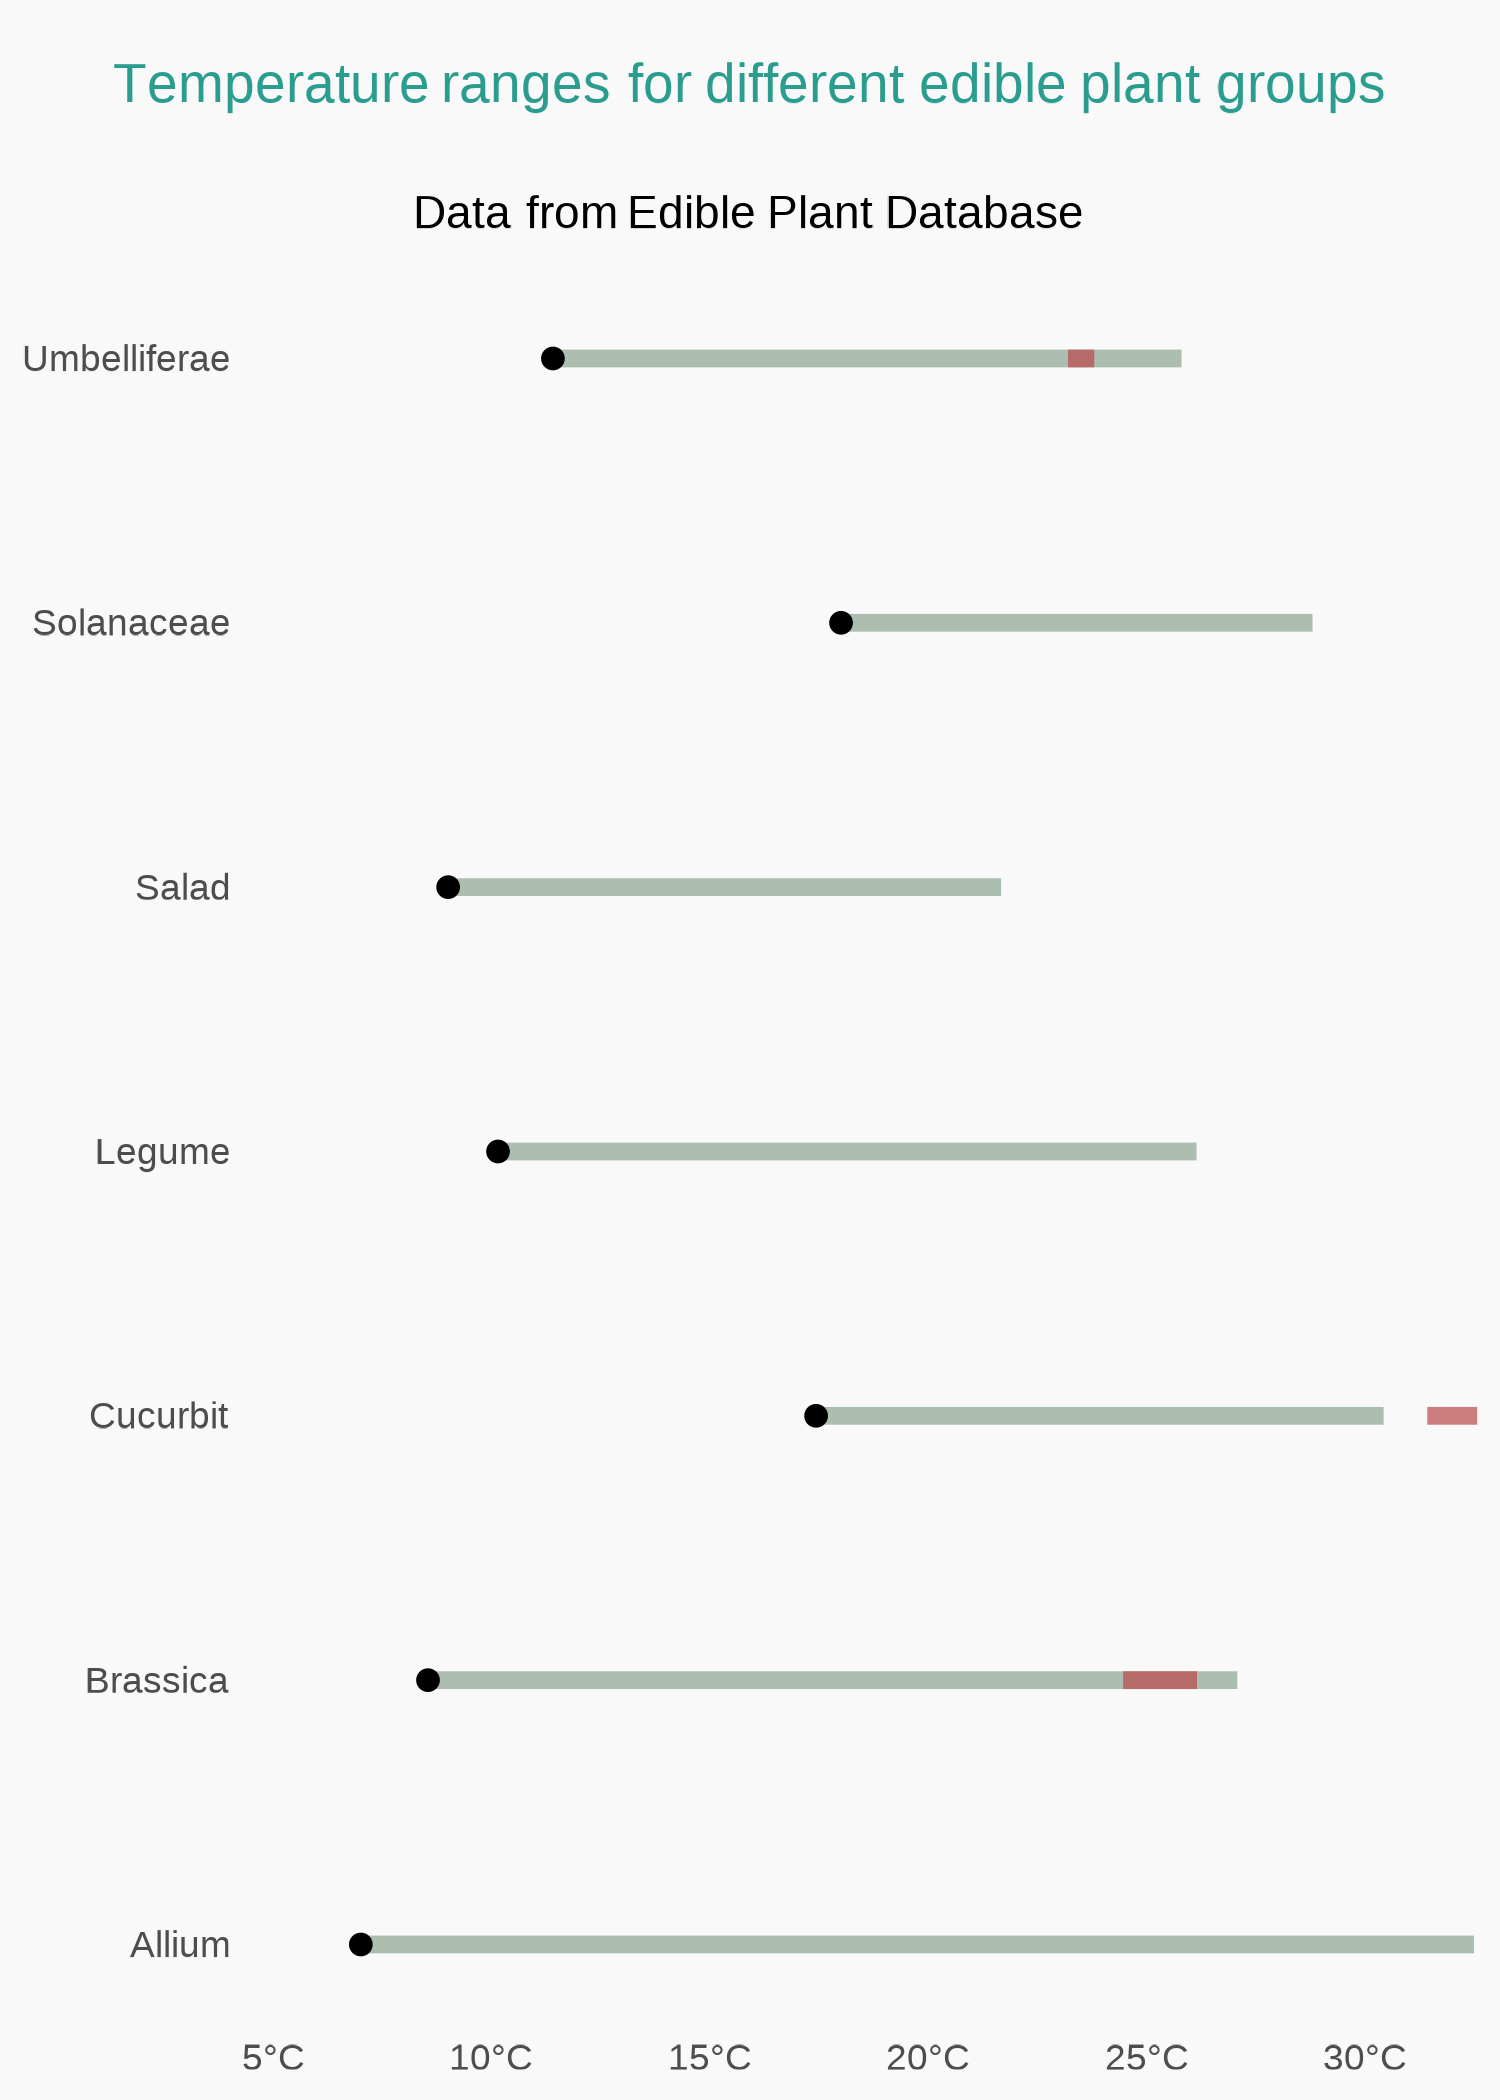 Temperature ranges for different edible plant groups
Data from Edible Plant Database
Umbelliferae
Solanaceae
Salad
Legume
Cucurbit
Brassica
Allium
5°C 10°C 15°C 20°C 25°C 30°C